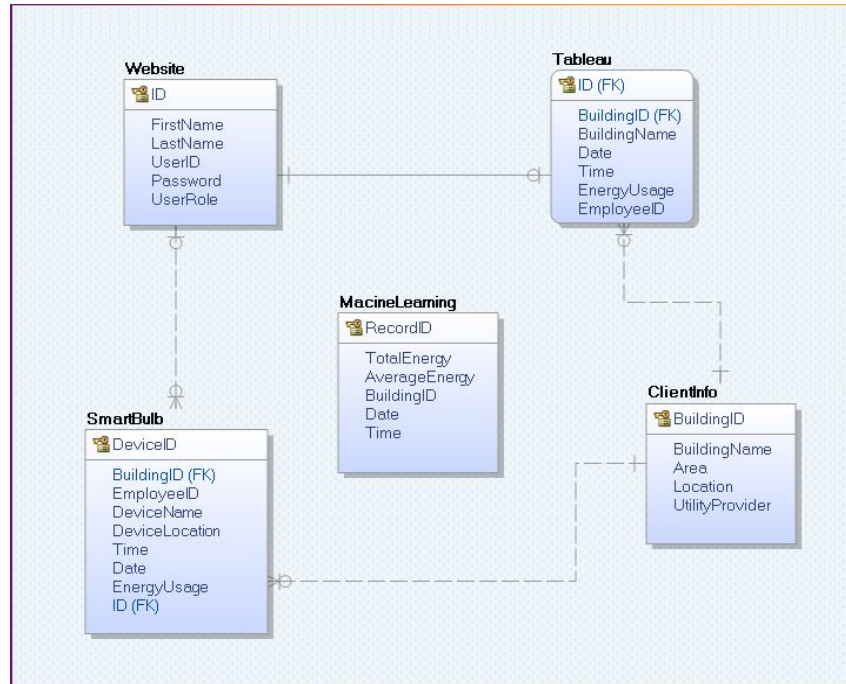 Website
ID
FirstName
LastName
UserID
Password
UserRole
Tableau
ID (FK)
BuildingID (FK)
BuildingName
Date
Time
EnergyUsage
EmployeeID
MacineLearning
RecordID
TotalEnergy
AverageEnergy
BuildingID
Date
Time
ClientInfo
BuildingID
BuildingName
Area
Location
UtilityProvider
SmartBulb
DeviceID
BuildingID (FK)
EmployeeID
DeviceName
DeviceLocation
Time
Date
EnergyUsage
ID (FK)